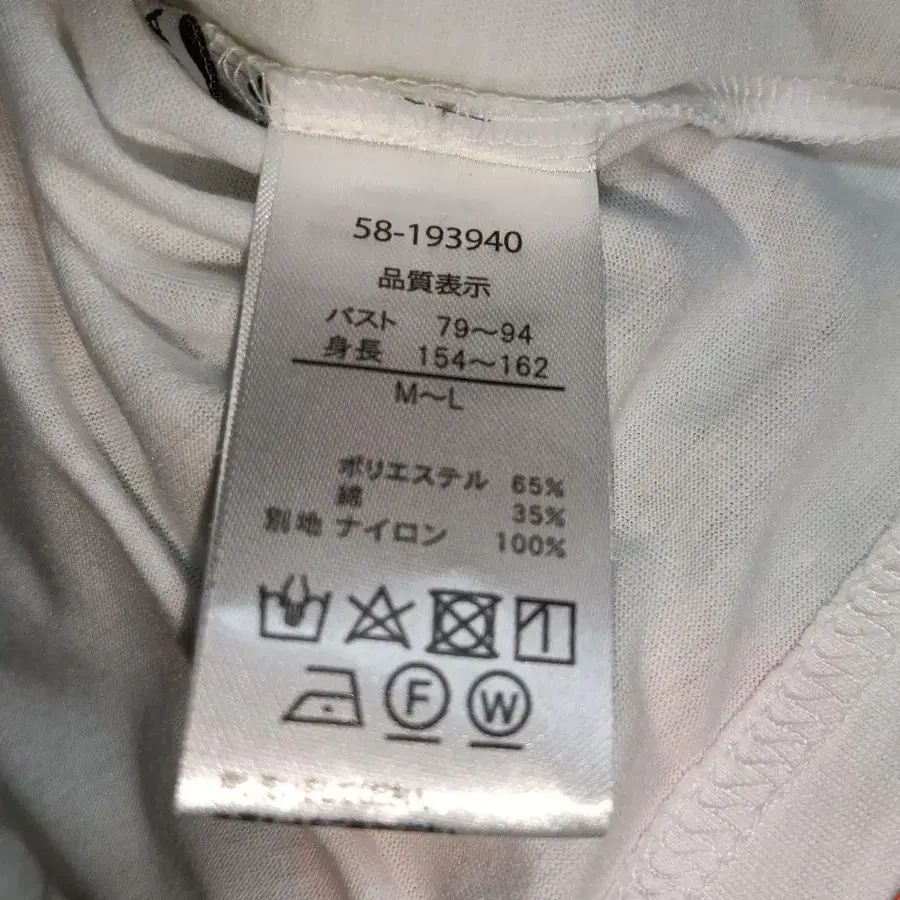 58-193940
品質表示
バスト 79〜94
身長 154〜162
M〜L
ポリエステル 65%
綿 35%
別地 ナイロン 100%
F W